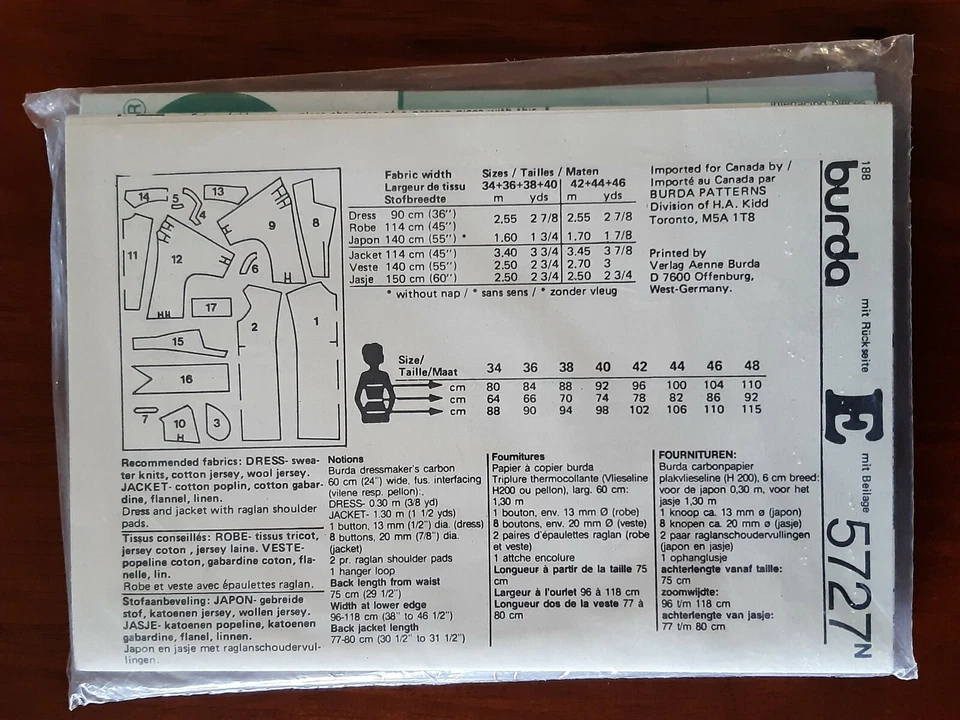 R
14
13
5
4
9
8
11
12
6
H
H
H
H
H
H H
17
2
1
15
16
7
10
H
3
Fabric width
Largeur de tissu
Stofbreedte
Sizes / Tailles / Maten
34+36+38+40 42+44+46
m yds m yds
Dress 90 cm (36'') 2.55 2 7/8 2.55 2 7/8
Robe 114 cm (45'')
Japon 140 cm (55'') * 1.60 1 3/4 1.70 1 7/8
Jacket 114 cm (45'') 3.40 3 3/4 3.45 3 7/8
Veste 140 cm (55'') 2.50 2 3/4 2.70 3
Jasje 150 cm (60'') 2.50 2 3/4 2.50 2 3/4
* without nap / * sans sens / * zonder vleug
Imported for Canada by /
Importé au Canada par
BURDA PATTERNS
Division of H.A. Kidd
Toronto, M5A 1T8
Printed by
Verlag Aenne Burda
D 7600 Offenburg,
West-Germany.
Size/
Taille/Maat 34 36 38 40 42 44 46 48
cm 80 84 88 92 96 100 104 110
cm 64 66 70 74 78 82 86 92
cm 88 90 94 98 102 106 110 115
Recommended fabrics: DRESS- swea-
ter knits, cotton jersey, wool jersey.
JACKET- cotton poplin, cotton gabar-
dine, flannel, linen.
Dress and jacket with raglan shoulder
pads.
Tissus conseillés: ROBE- tissus tricot,
jersey coton , jersey laine. VESTE-
popeline coton, gabardine coton, fla-
nelle, lin.
Robe et veste avec épaulettes raglan.
Stofaanbeveling: JAPON- gebreide
stof, katoenen jersey, wollen jersey.
JASJE- katoenen popeline, katoenen
gabardine, flanel, linnen.
Japon en jasje met raglanschoudervul-
lingen.
Notions
Burda dressmaker's carbon
60 cm (24'') wide, fus. interfacing
(vilene resp. pellon):.
DRESS- 0.30 m (3/8 yd)
JACKET- 1.30 m (1 1/2 yds)
1 button, 13 mm (1/2'') dia. (dress)
8 buttons, 20 mm (7/8'') dia.
(jacket)
2 pr. raglan shoulder pads
1 hanger loop
Back length from waist
75 cm (29 1/2'')
Width at lower edge
96-118 cm (38'' to 46 1/2'')
Back jacket length
77-80 cm (30 1/2'' to 31 1/2'')
Fournitures
Papier à copier burda
Triplure thermocollante (Vlieseline
H200 ou pellon), larg. 60 cm:
1,30 m
1 bouton, env. 13 mm Ø (robe)
8 boutons, env. 20 mm Ø (veste)
2 paires d'épaulettes raglan (robe
et veste)
1 attche encolure
Longueur à partir de la taille 75
cm
Largeur à l'ourlet 96 à 118 cm
Longueur dos de la veste 77 à
80 cm
FOURNITUREN:
Burda carbonpapier
plakvlieseline (H 200), 6 cm breed:
voor de japon 0,30 m, voor het
jasje 1,30 m
1 knoop ca. 13 mm ø (japon)
8 knopen ca. 20 mm ø (jasje)
2 paar raglanschoudervullingen
(japon en jasje)
1 ophanglusje
achterlengte vanaf taille:
75 cm
zoomwijdte:
96 t/m 118 cm
achterlengte van jasje:
77 t/m 80 cm
188
burda
mit Rückseite
E
mit Beilage
5727N